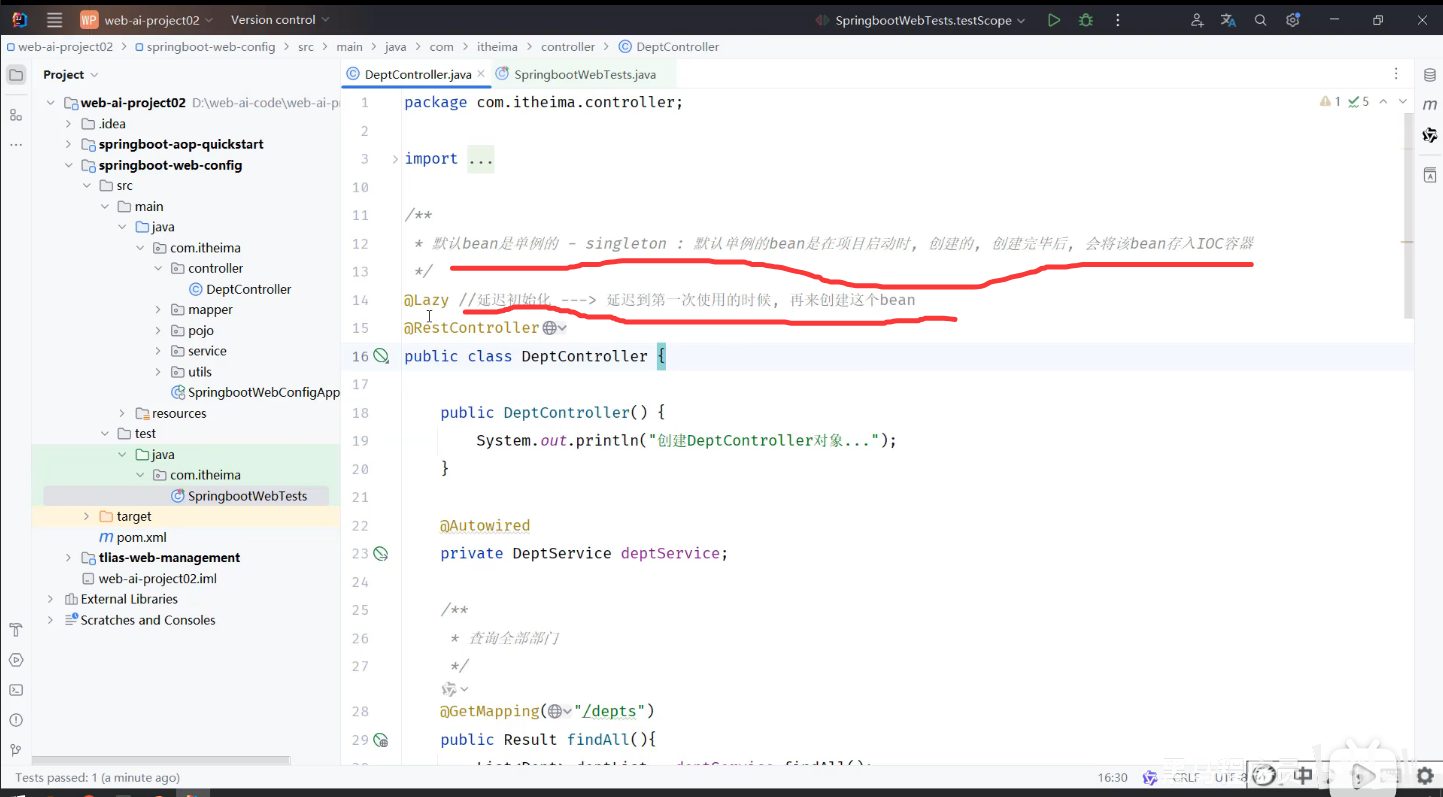 WP web-ai-project02 Version control SpringbootWebTests.testScope
web-ai-project02 springboot-web-config src main java com itheima controller DeptController
Project
DeptController.java SpringbootWebTests.java
web-ai-project02 D:\web-ai-code\web-ai-p
.idea
springboot-aop-quickstart
springboot-web-config
src
main
java
com.itheima
controller
DeptController
mapper
pojo
service
utils
SpringbootWebConfigApp
resources
test
java
com.itheima
SpringbootWebTests
target
pom.xml
tlias-web-management
web-ai-project02.iml
External Libraries
Scratches and Consoles
1 package com.itheima.controller;
1 5
2
3 import ...
10
11 /**
12 * 默认bean是单例的 - singleton : 默认单例的bean是在项目启动时, 创建的, 创建完毕后, 会将该bean存入IOC容器
13 */
14 @Lazy //延迟初始化 ---> 延迟到第一次使用的时候, 再来创建这个bean
15 @RestController
16 public class DeptController {
17
18 public DeptController() {
19 System.out.println("创建DeptController对象...");
20 }
21
22 @Autowired
23 private DeptService deptService;
24
25 /**
26 * 查询全部部门
27 */
28 @GetMapping("/depts")
29 public Result findAll(){
Tests passed: 1 (a minute ago)
16:30 CRLF UTF-8 中